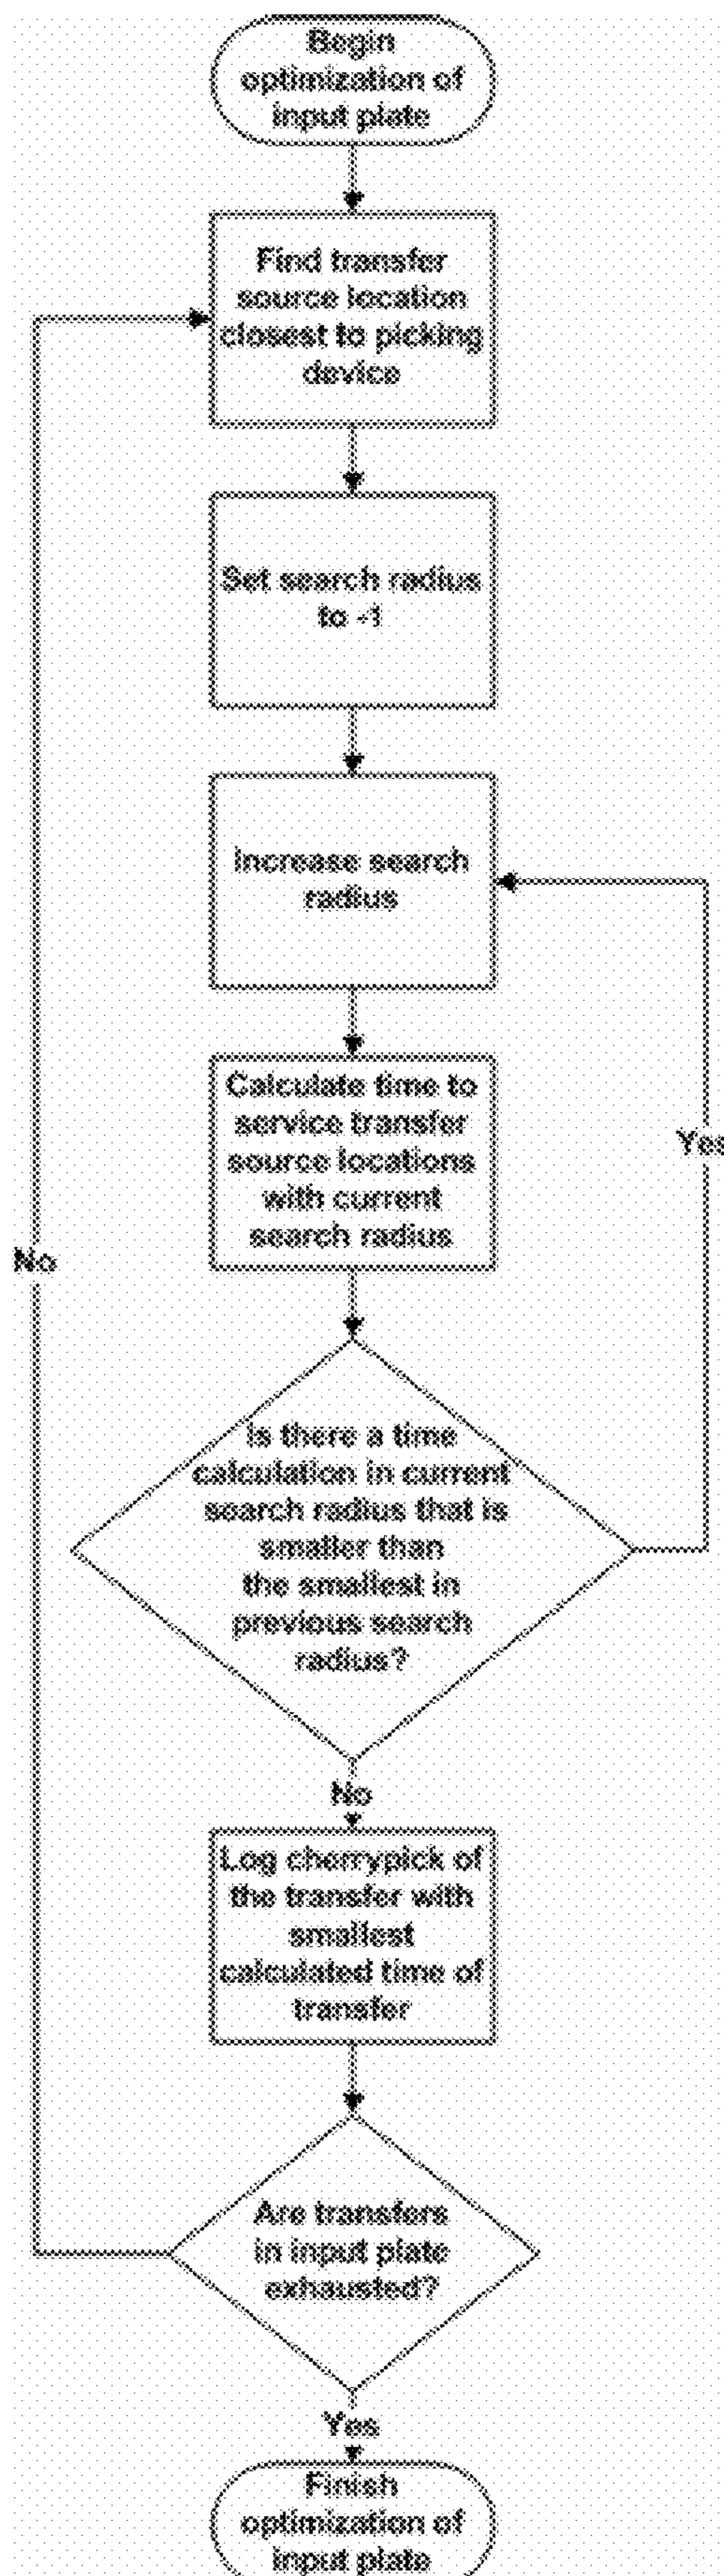 Begin
optimization of
input plate
Find transfer
source location
closest to picking
device
Set search radius
to -1
Increase search
radius
Calculate time to
service transfer
source locations
with current
search radius
Yes
No
Is there a time
calculation in current
search radius that is
smaller than
the smallest in
previous search
radius?
No
Log cherrypick of
the transfer with
smallest
calculated time of
transfer
Are transfers
in input plate
exhausted?
Yes
Finish
optimization of
input plate